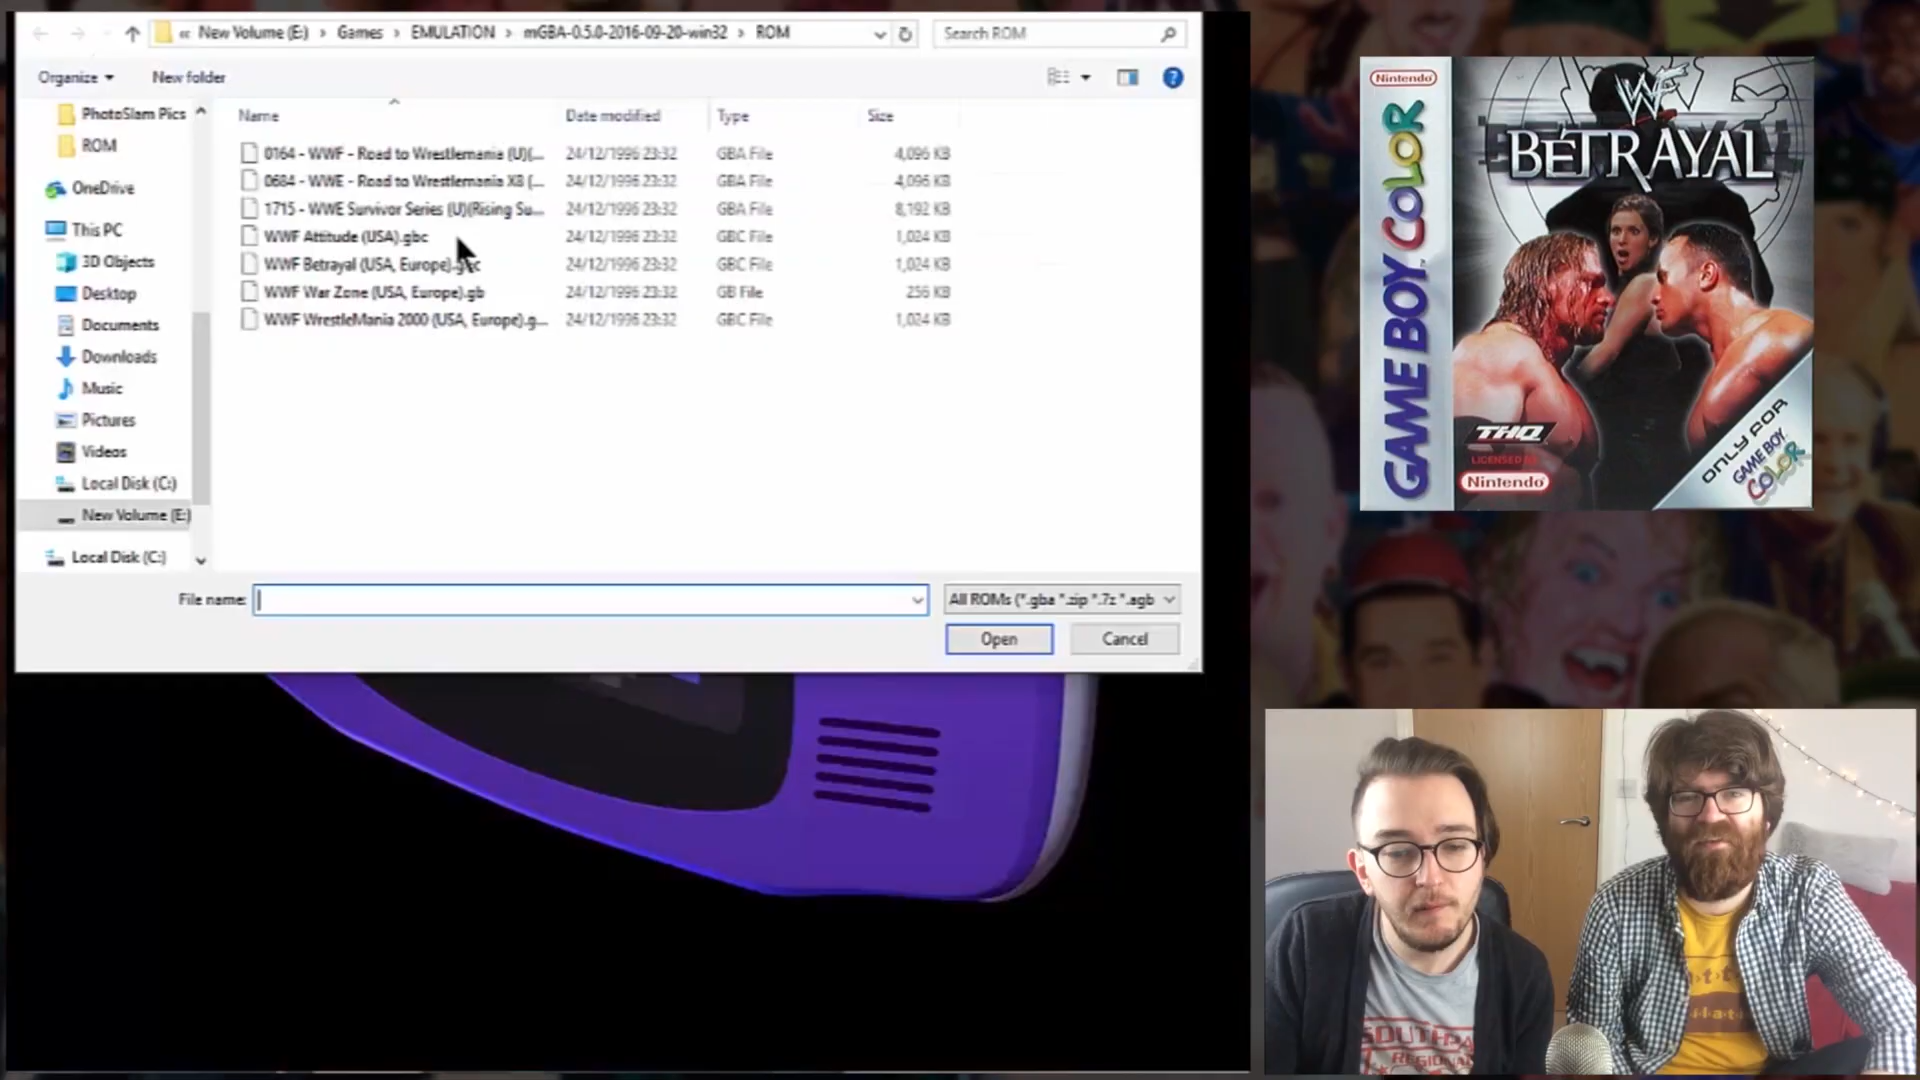 « New Volume (E:) › Games › EMULATION › mGBA-0.5.0-2016-09-20-win32 › ROM
Search ROM
Organize
New folder
Name
Date modified
Type
Size
PhotoSlam Pics
ROM
OneDrive
This PC
3D Objects
Desktop
Documents
Downloads
Music
Pictures
Videos
Local Disk (C:)
New Volume (E:)
Local Disk (C:)
0164 - WWF - Road to Wrestlemania (U)(... 24/12/1996 23:32 GBA File 4,096 KB
0684 - WWE - Road to Wrestlemania X8 (... 24/12/1996 23:32 GBA File 4,096 KB
1715 - WWE Survivor Series (U)(Rising Su... 24/12/1996 23:32 GBA File 8,192 KB
WWF Attitude (USA).gbc 24/12/1996 23:32 GBC File 1,024 KB
WWF Betrayal (USA, Europe).gbc 24/12/1996 23:32 GBC File 1,024 KB
WWF War Zone (USA, Europe).gb 24/12/1996 23:32 GB File 256 KB
WWF WrestleMania 2000 (USA, Europe).g... 24/12/1996 23:32 GBC File 1,024 KB
File name:
All ROMs (*.gba *.zip *.7z *.agb
Open
Cancel
Nintendo
GAME BOY COLOR
BETRAYAL
THQ
LICENSED BY
Nintendo
ONLY FOR
GAME BOY
COLOR
SOUTHPA
REGIONAL